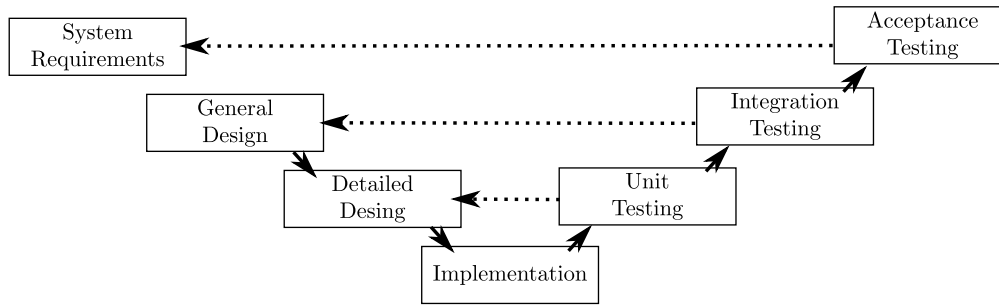 System
Requirements
Acceptance
Testing
General
Design
Integration
Testing
Detailed
Desing
Unit
Testing
Implementation